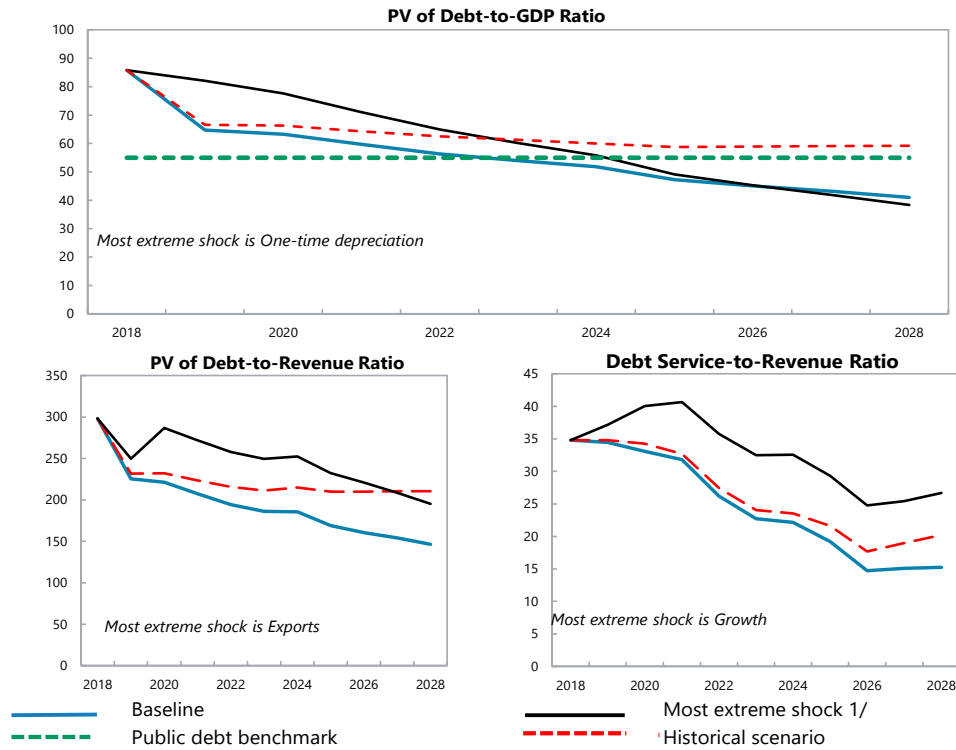 PV of Debt-to-GDP Ratio
100
90
80
70
60
50
40
30
20
10
0
Most extreme shock is One-time depreciation
2018 2020 2022 2024 2026 2028
PV of Debt-to-Revenue Ratio
350
300
250
200
150
100
50
0
Most extreme shock is Exports
2018 2020 2022 2024 2026 2028
Debt Service-to-Revenue Ratio
45
40
35
30
25
20
15
10
5
0
Most extreme shock is Growth
2018 2020 2022 2024 2026 2028
Baseline
Public debt benchmark
Most extreme shock 1/
Historical scenario